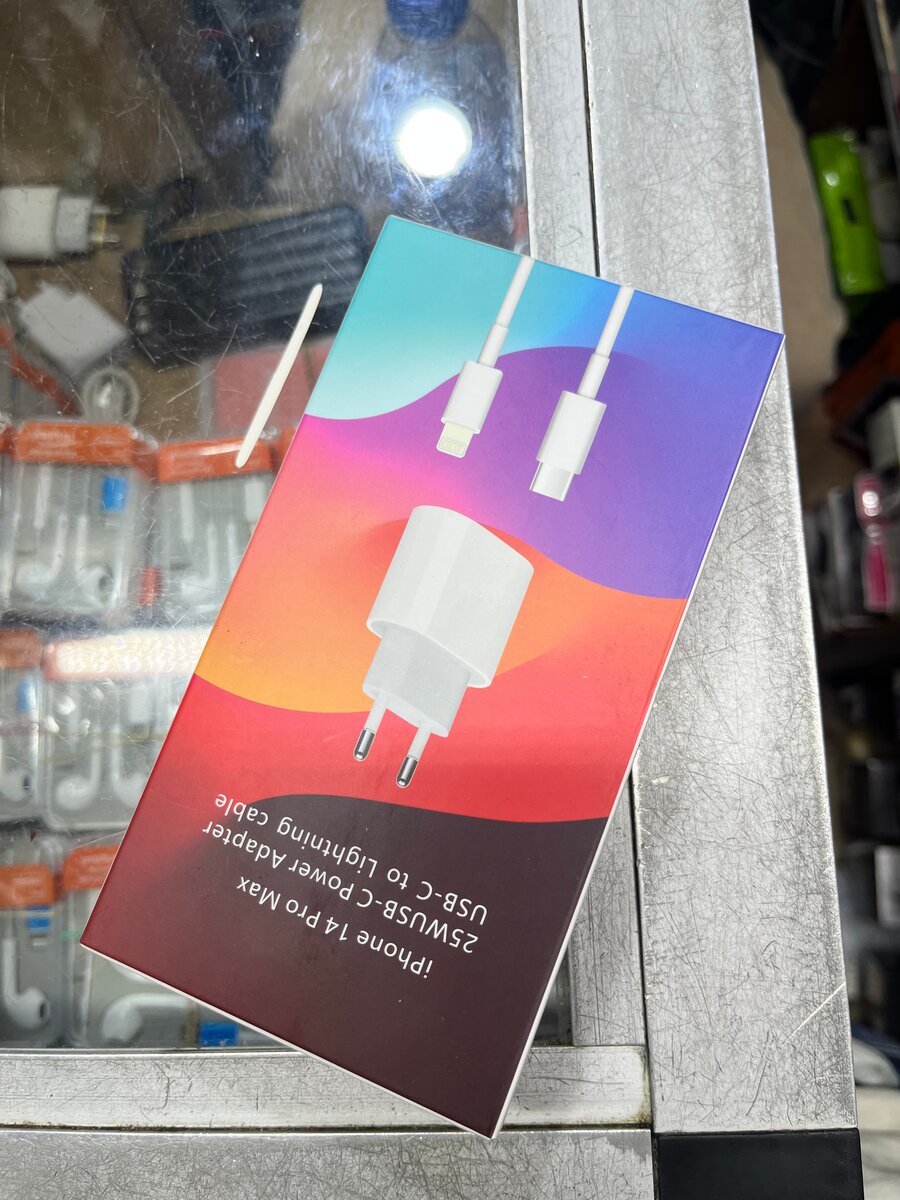 iPhone 14 Pro Max
25WUSB-C Power Adapter
USB-C to Lightning cable